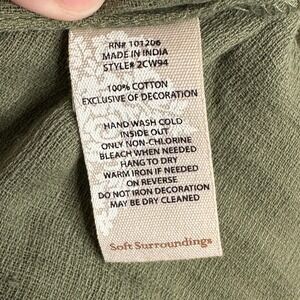 RN# 101206
MADE IN INDIA
STYLE# 2CW94
100% COTTON
EXCLUSIVE OF DECORATION
HAND WASH COLD
INSIDE OUT
ONLY NON-CHLORINE
BLEACH WHEN NEEDED
HANG TO DRY
WARM IRON IF NEEDED
ON REVERSE
DO NOT IRON DECORATION
MAY BE DRY CLEANED
Soft Surroundings